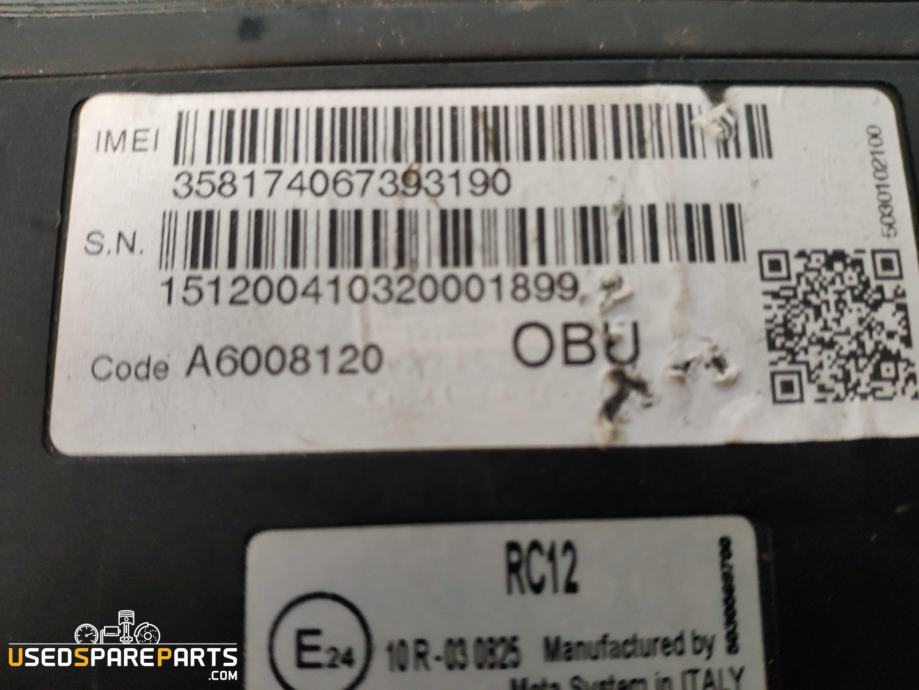 IMEI
358174067393190
S.N.
151200410320001899
Code A6008120
OBU
5030102100
RC12
E24
10 R-03 0825 Manufactured by
Meta System in ITALY
USEDSPAREPARTS
.COM